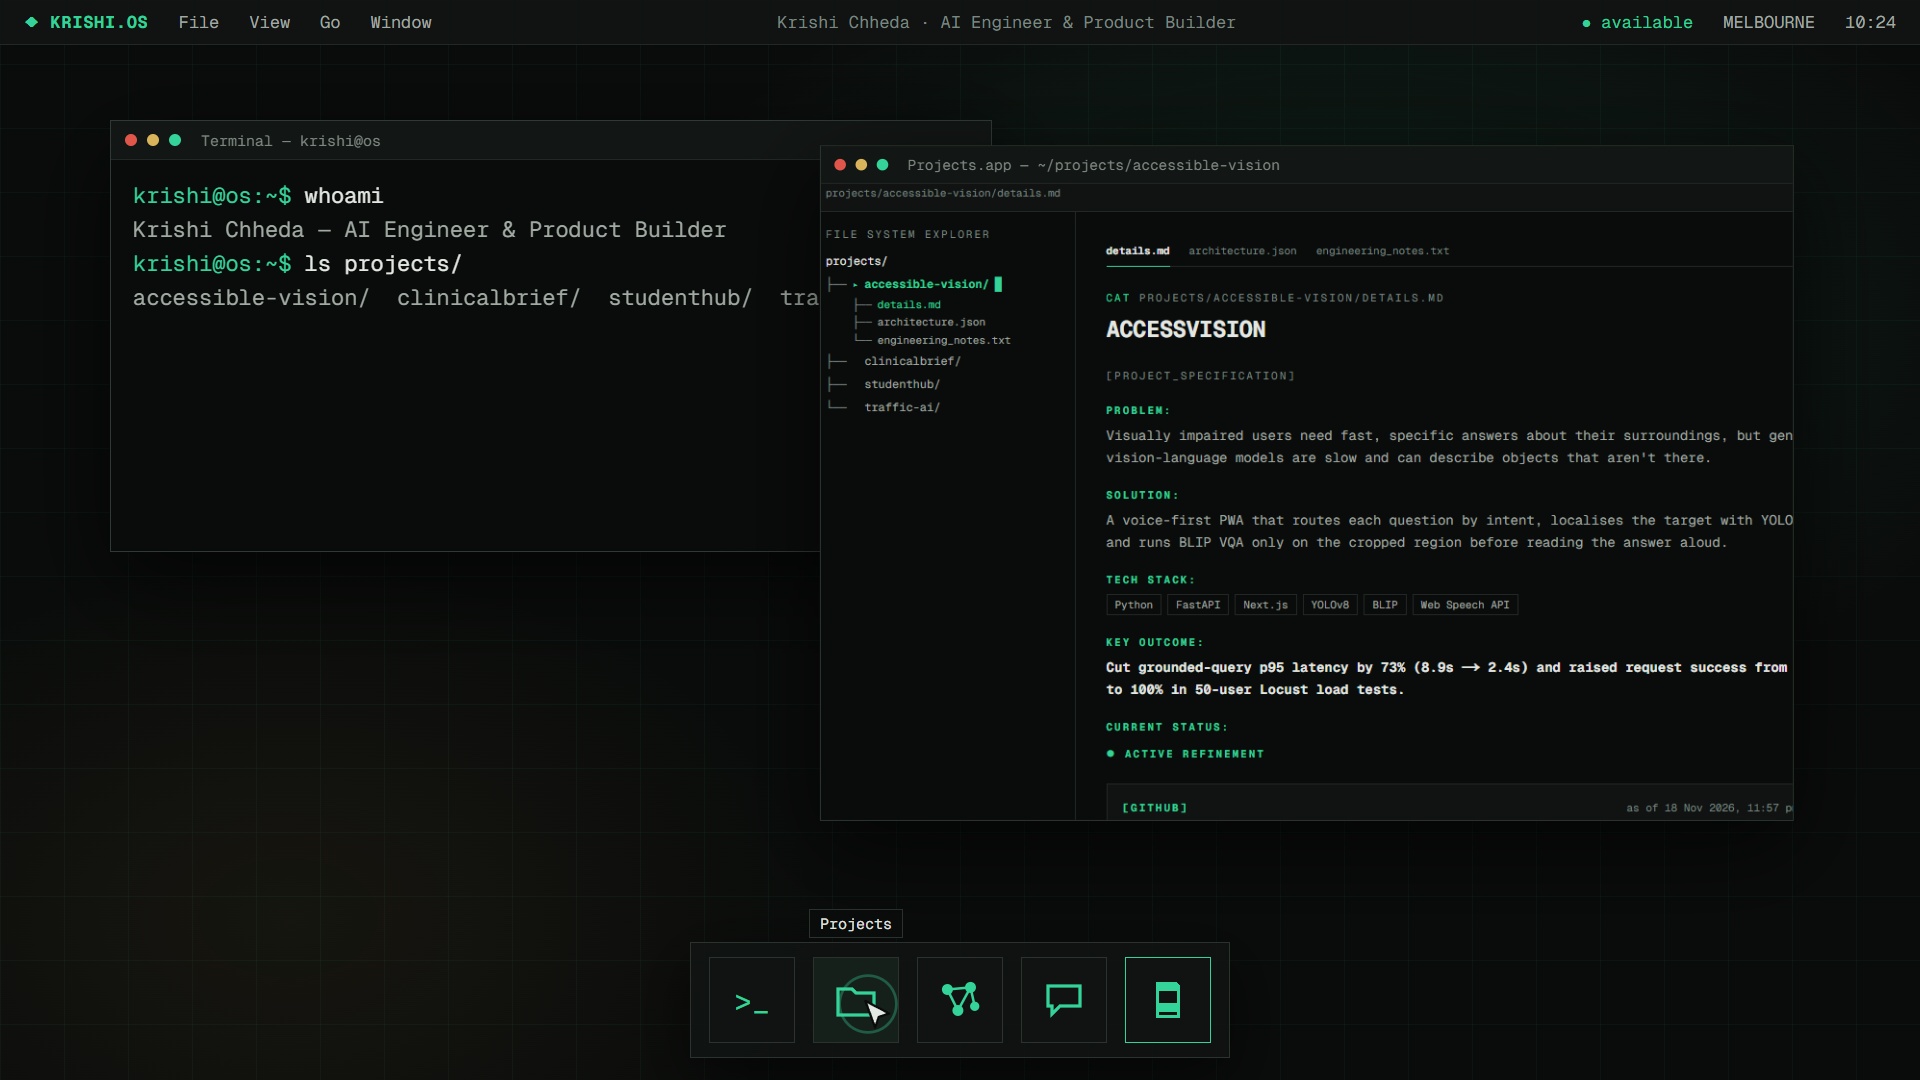 KRISHI.OS File View Go Window
Krishi Chheda · AI Engineer & Product Builder
available MELBOURNE 10:24
Terminal — krishi@os
krishi@os:~$ whoami
Krishi Chheda — AI Engineer & Product Builder
krishi@os:~$ ls projects/
accessible-vision/ clinicalbrief/ studenthub/ tra
Projects.app — ~/projects/accessible-vision
projects/accessible-vision/details.md
FILE SYSTEM EXPLORER
projects/
├── ▸ accessible-vision/
├── details.md
├── architecture.json
└── engineering_notes.txt
├── clinicalbrief/
├── studenthub/
└── traffic-ai/
details.md architecture.json engineering_notes.txt
CAT PROJECTS/ACCESSIBLE-VISION/DETAILS.MD
ACCESSVISION
[PROJECT_SPECIFICATION]
PROBLEM:
Visually impaired users need fast, specific answers about their surroundings, but gen
vision-language models are slow and can describe objects that aren't there.
SOLUTION:
A voice-first PWA that routes each question by intent, localises the target with YOLO
and runs BLIP VQA only on the cropped region before reading the answer aloud.
TECH STACK:
Python FastAPI Next.js YOLOv8 BLIP Web Speech API
KEY OUTCOME:
Cut grounded-query p95 latency by 73% (8.9s → 2.4s) and raised request success from
to 100% in 50-user Locust load tests.
CURRENT STATUS:
ACTIVE REFINEMENT
[GITHUB] as of 18 Nov 2026, 11:57 p
Projects
>_